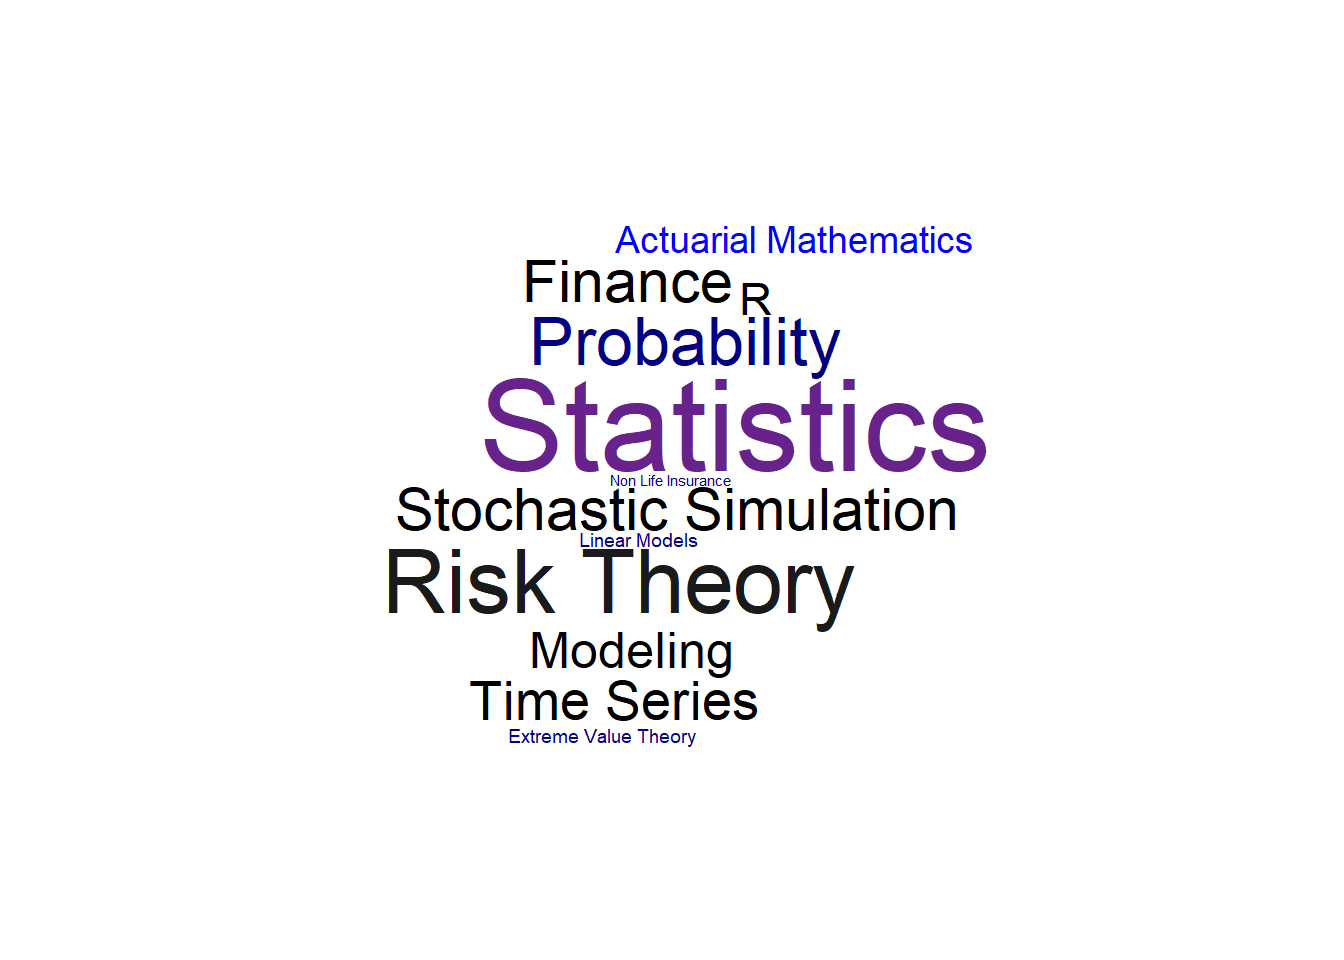 Actuarial Mathematics
Finance
R
Probability
Statistics
Non Life Insurance
Stochastic Simulation
Linear Models
Risk Theory
Modeling
Time Series
Extreme Value Theory